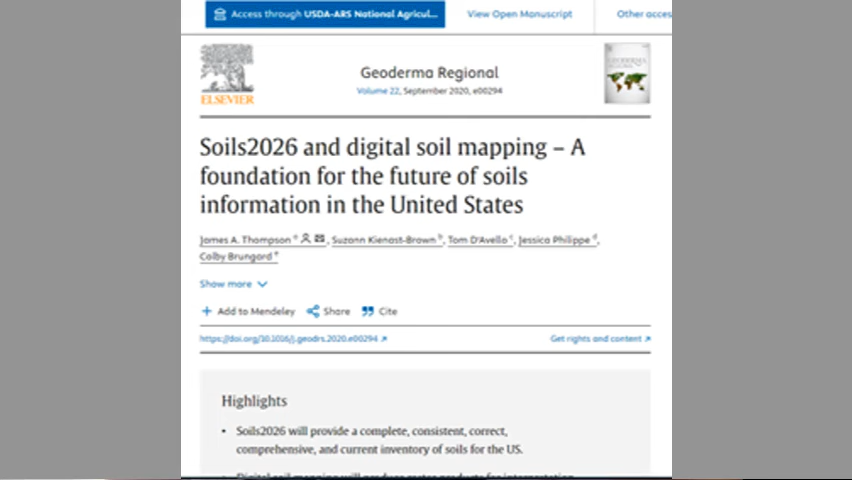 Access through USDA-ARS National Agricul...
View Open Manuscript
Other acces
ELSEVIER
Geoderma Regional
Volume 22, September 2020, e00294
Soils2026 and digital soil mapping – A
foundation for the future of soils
information in the United States
James A. Thompson a, Suzann Kienast-Brown b, Tom D'Avello c, Jessica Philippe d,
Colby Brungard e
Show more
Add to Mendeley Share Cite
https://doi.org/10.1016/j.geodrs.2020.e00294
Get rights and content
Highlights
• Soils2026 will provide a complete, consistent, correct,
comprehensive, and current inventory of soils for the US.